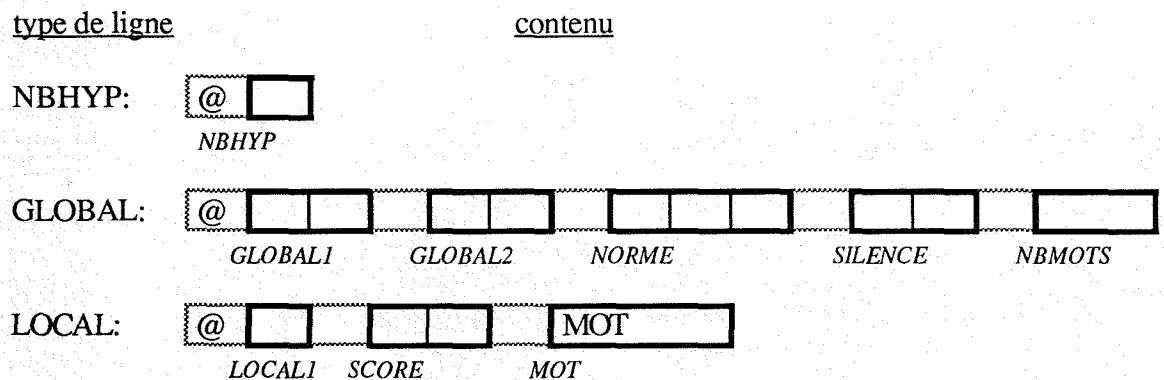 type de ligne contenu
NBHYP: @
NBHYP
GLOBAL: @
GLOBAL1 GLOBAL2 NORME SILENCE NBMOTS
LOCAL: @ MOT
LOCAL1 SCORE MOT